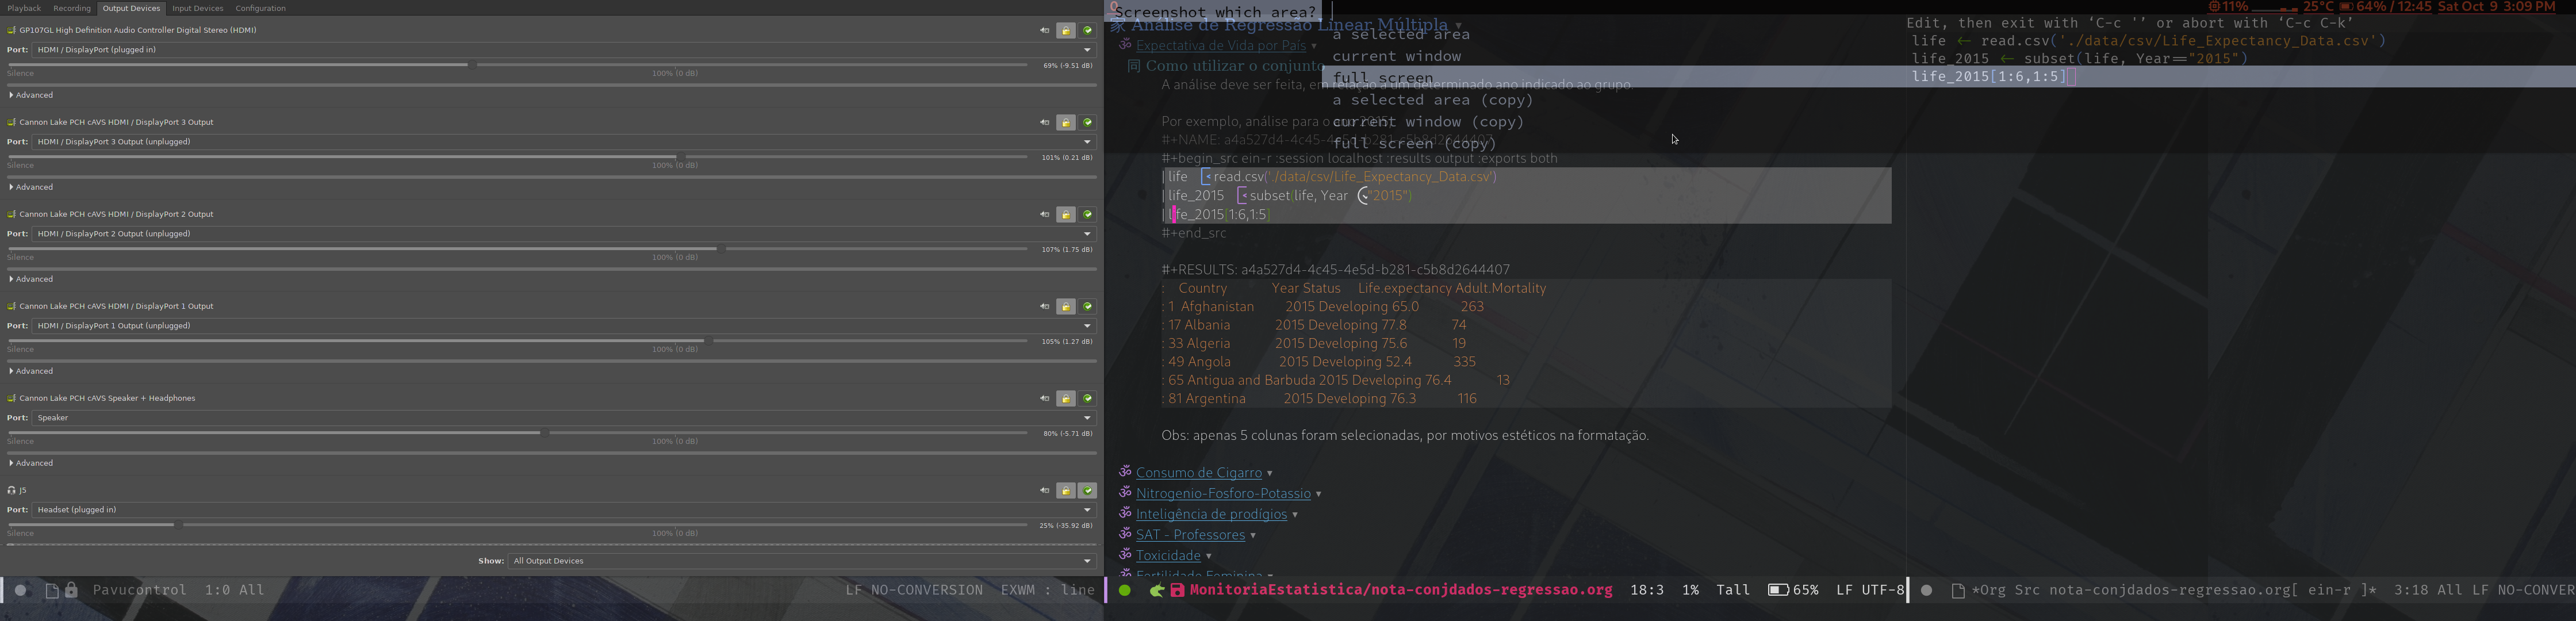 Playback Recording Output Devices Input Devices Configuration
GP107GL High Definition Audio Controller Digital Stereo (HDMI)
Port: HDMI / DisplayPort (plugged in)
69% (-9.51 dB)
Silence 100% (0 dB)
Advanced
Cannon Lake PCH cAVS HDMI / DisplayPort 3 Output
Port: HDMI / DisplayPort 3 Output (unplugged)
101% (0.21 dB)
Silence 100% (0 dB)
Advanced
Cannon Lake PCH cAVS HDMI / DisplayPort 2 Output
Port: HDMI / DisplayPort 2 Output (unplugged)
107% (1.75 dB)
Silence 100% (0 dB)
Advanced
Cannon Lake PCH cAVS HDMI / DisplayPort 1 Output
Port: HDMI / DisplayPort 1 Output (unplugged)
105% (1.27 dB)
Silence 100% (0 dB)
Advanced
Cannon Lake PCH cAVS Speaker + Headphones
Port: Speaker
80% (-5.71 dB)
Silence 100% (0 dB)
Advanced
J5
Port: Headset (plugged in)
25% (-35.92 dB)
Silence 100% (0 dB)
Show: All Output Devices
Pavucontrol 1:0 All LF NO-CONVERSION EXWM : line
Screenshot which area?
a selected area
current window
full screen
a selected area (copy)
current window (copy)
full screen (copy)
家 Análise de Regressão Linear Múltipla
ॐ Expectativa de Vida por País
同 Como utilizar o conjunto
A análise deve ser feita, em relação a um determinado ano indicado ao grupo.
Por exemplo, análise para o ano 2015:
#+NAME: a4a527d4-4c45-4e5d-b281-c5b8d2644407
#+begin_src ein-r :session localhost :results output :exports both
life <read.csv('./data/csv/Life_Expectancy_Data.csv')
life_2015 <subset(life, Year "2015")
life_2015[1:6,1:5]
#+end_src
#+RESULTS: a4a527d4-4c45-4e5d-b281-c5b8d2644407
: Country Year Status Life.expectancy Adult.Mortality
: 1 Afghanistan 2015 Developing 65.0 263
: 17 Albania 2015 Developing 77.8 74
: 33 Algeria 2015 Developing 75.6 19
: 49 Angola 2015 Developing 52.4 335
: 65 Antigua and Barbuda 2015 Developing 76.4 13
: 81 Argentina 2015 Developing 76.3 116
Obs: apenas 5 colunas foram selecionadas, por motivos estéticos na formatação.
ॐ Consumo de Cigarro
ॐ Nitrogenio-Fosforo-Potassio
ॐ Inteligência de prodígios
ॐ SAT - Professores
ॐ Toxicidade
ॐ Fertilidade Feminina
MonitoriaEstatistica/nota-conjdados-regressao.org 18:3 1% Tall 65% LF UTF-8
11% 25°C 64% / 12:45 Sat Oct 9 3:09 PM
Edit, then exit with ‘C-c '’ or abort with ‘C-c C-k’
life ← read.csv('./data/csv/Life_Expectancy_Data.csv')
life_2015 ← subset(life, Year=="2015")
life_2015[1:6,1:5]
*Org Src nota-conjdados-regressao.org[ ein-r ]* 3:18 All LF NO-CONVER